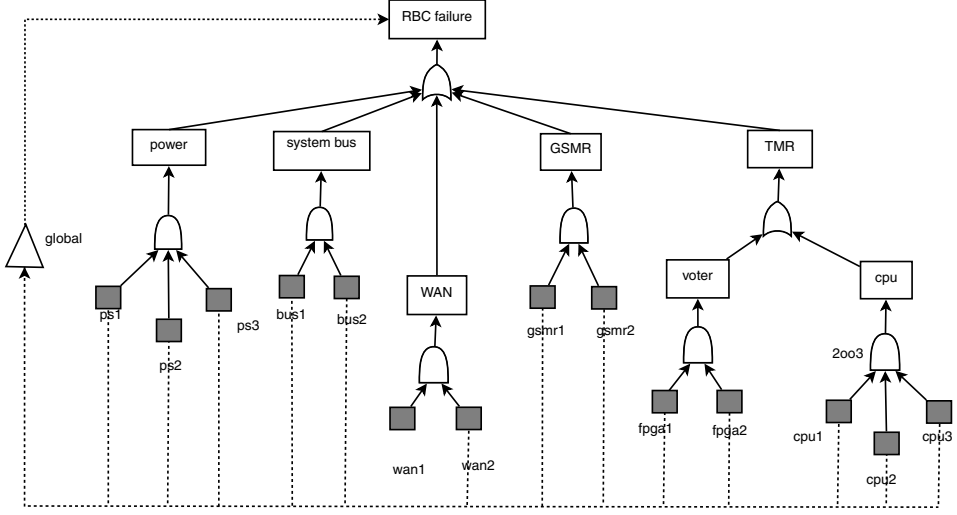 RBC failure
power
system bus
GSMR
TMR
global
voter
cpu
WAN
ps1
ps2
ps3
bus1
bus2
gsmr1
gsmr2
2oo3
fpga1
fpga2
cpu1
cpu2
cpu3
wan1
wan2